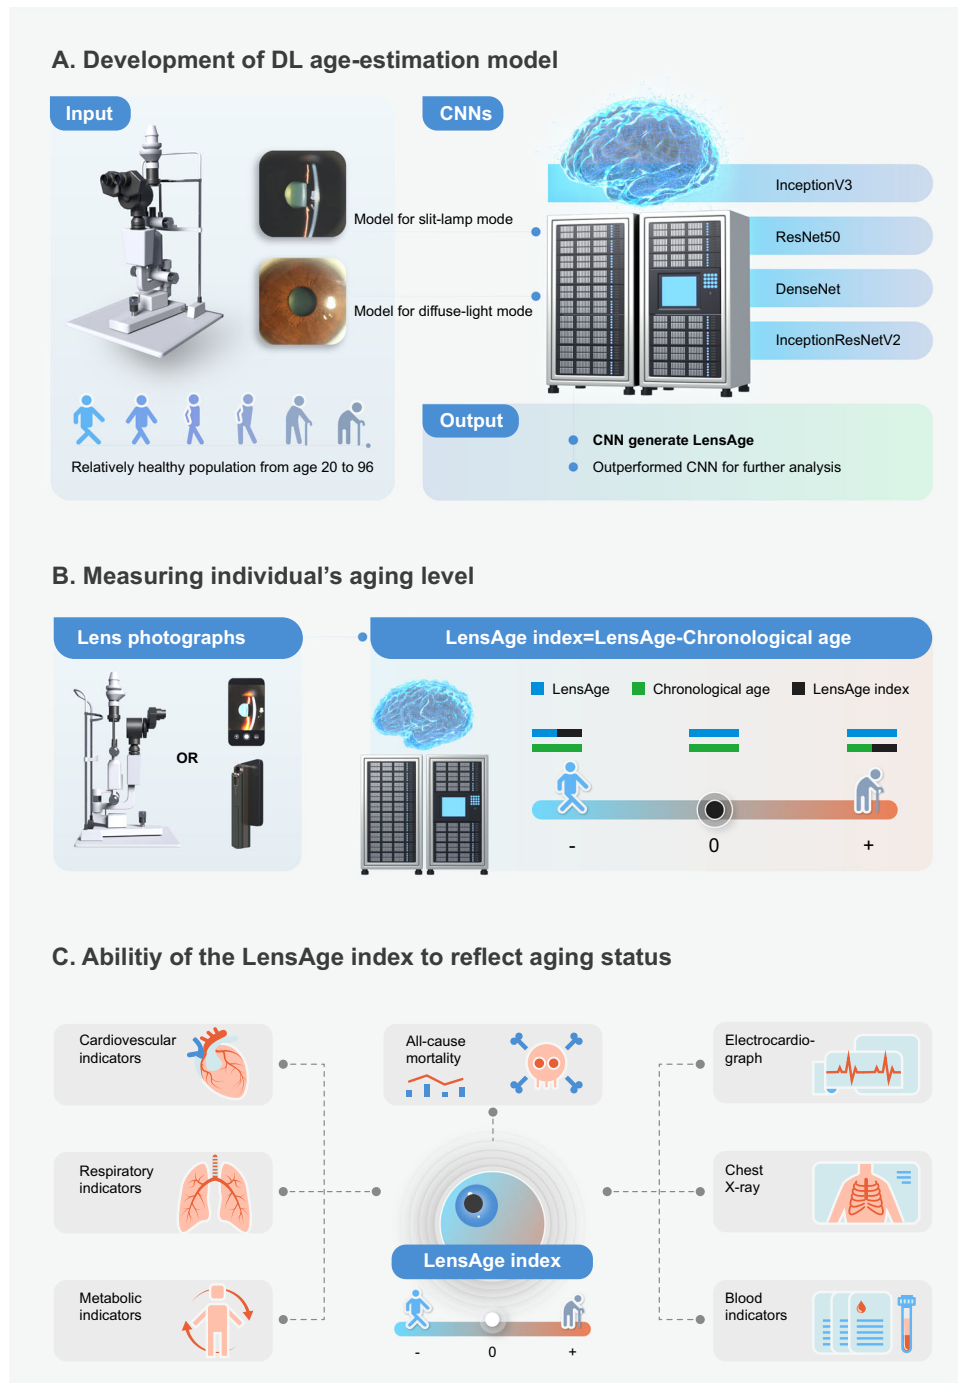 A. Development of DL age-estimation model
Input
Model for slit-lamp mode
Model for diffuse-light mode
Relatively healthy population from age 20 to 96
CNNs
InceptionV3
ResNet50
DenseNet
InceptionResNetV2
Output
CNN generate LensAge
Outperformed CNN for further analysis
B. Measuring individual’s aging level
Lens photographs
OR
LensAge index=LensAge-Chronological age
LensAge
Chronological age
LensAge index
-
0
+
C. Abilitiy of the LensAge index to reflect aging status
Cardiovescular
indicators
Respiratory
indicators
Metabolic
indicators
All-cause
mortality
LensAge index
-
0
+
Electrocardio-
graph
Chest
X-ray
Blood
indicators